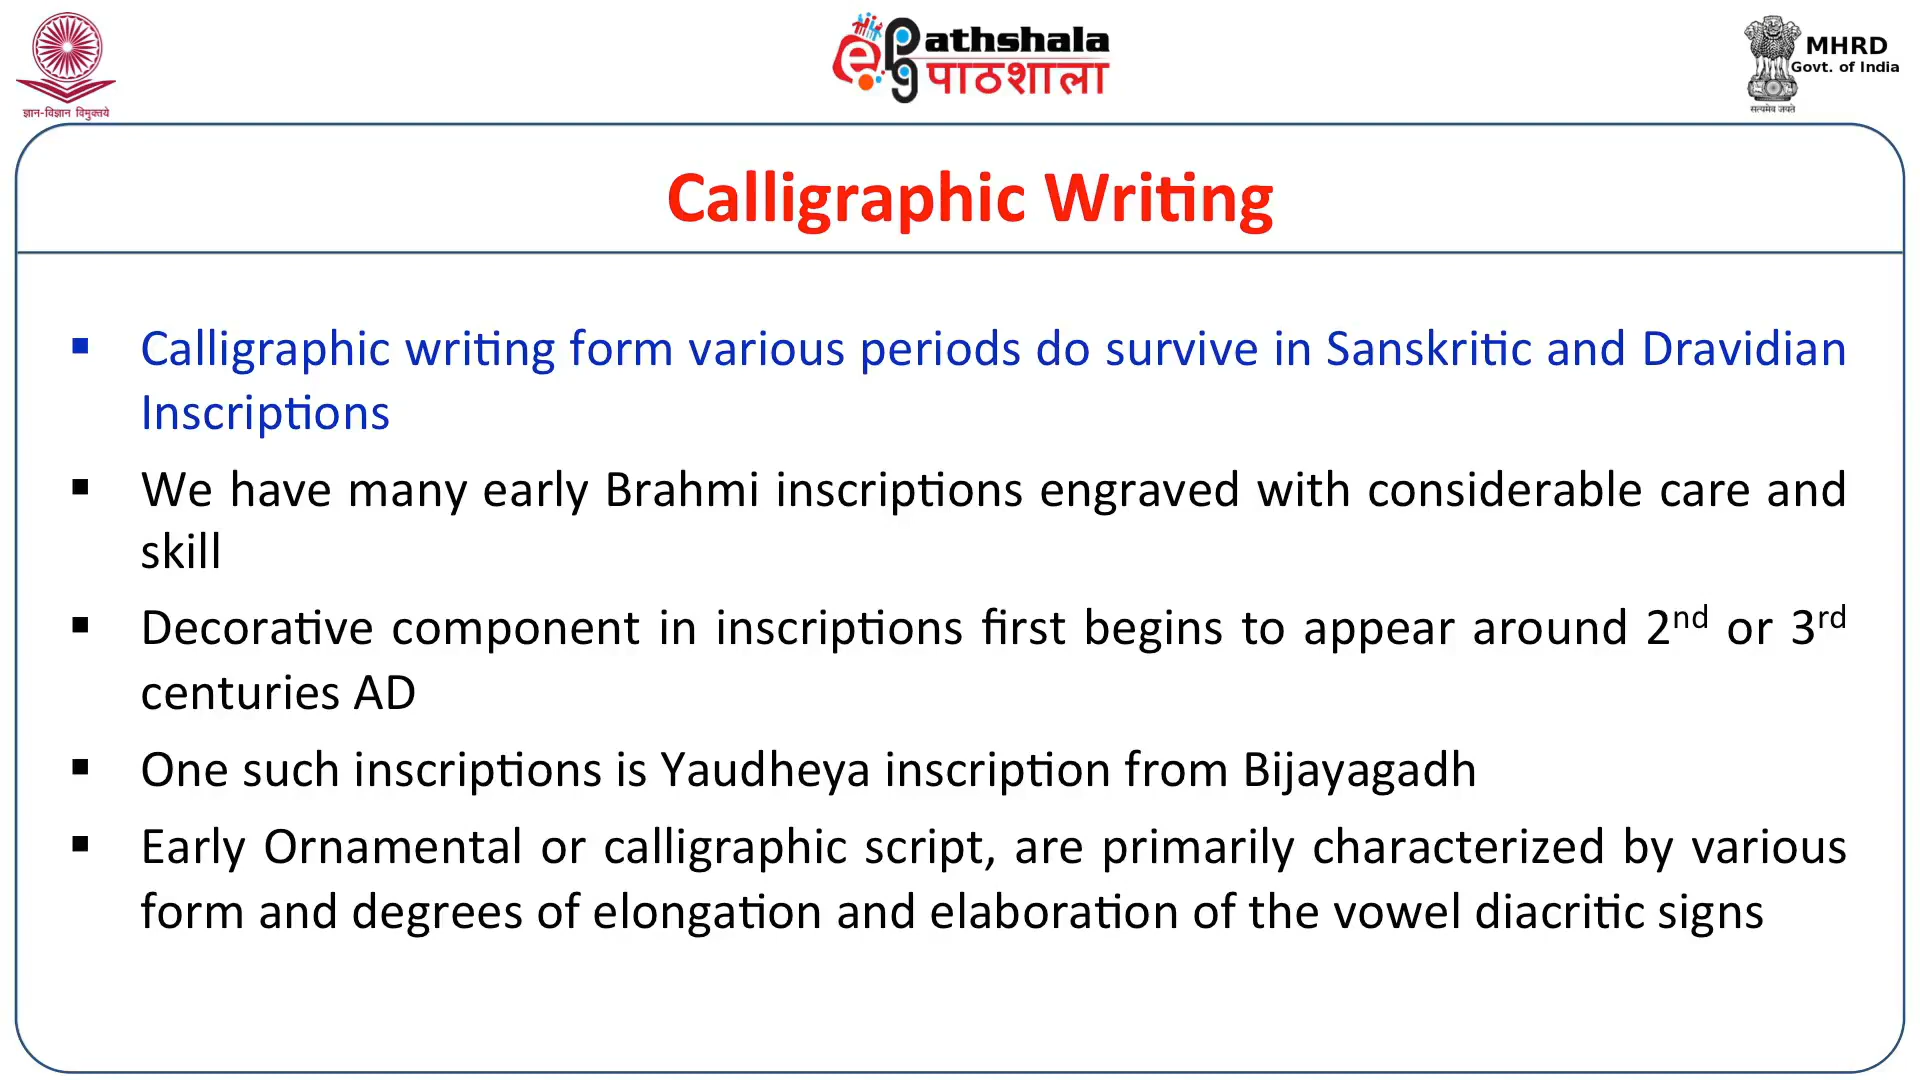 ज्ञान-विज्ञान विमुक्तये
ePG Pathshala
पाठशाला
MHRD
Govt. of India
सत्यमेव जयते
Calligraphic Writing
▪ Calligraphic writing form various periods do survive in Sanskritic and Dravidian
Inscriptions
▪ We have many early Brahmi inscriptions engraved with considerable care and
skill
▪ Decorative component in inscriptions first begins to appear around 2nd or 3rd
centuries AD
▪ One such inscriptions is Yaudheya inscription from Bijayagadh
▪ Early Ornamental or calligraphic script, are primarily characterized by various
form and degrees of elongation and elaboration of the vowel diacritic signs